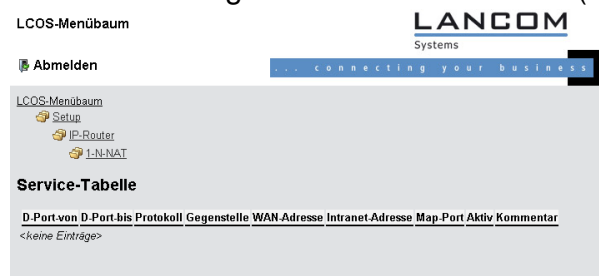 LCOS-Menübaum
LANCOM
Systems
Abmelden
... connecting your business
LCOS-Menübaum
Setup
IP-Router
1-N-NAT
Service-Tabelle
D-Port-von D-Port-bis Protokoll Gegenstelle WAN-Adresse Intranet-Adresse Map-Port Aktiv Kommentar
<keine Einträge>